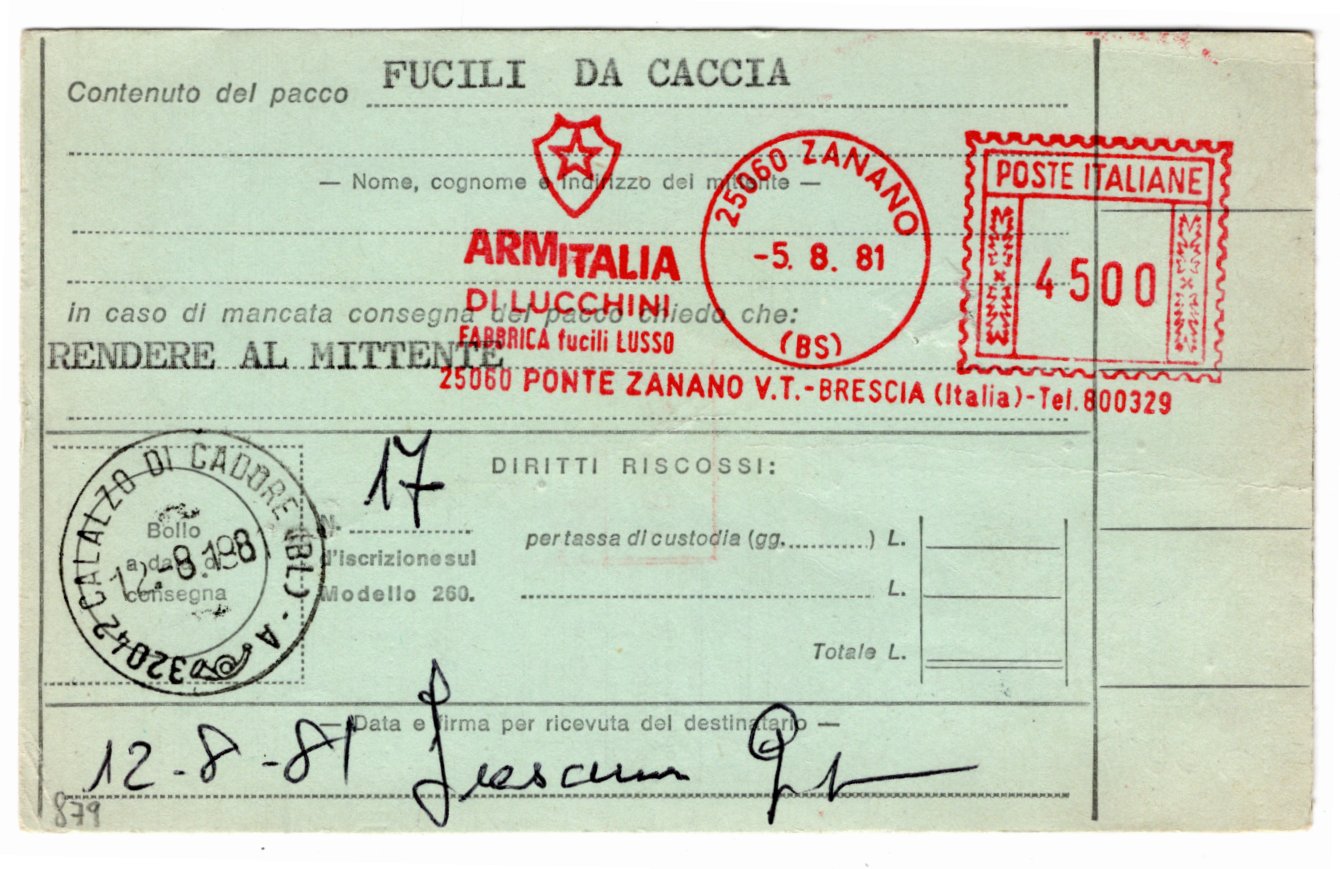 Contenuto del pacco FUCILI DA CACCIA
— Nome, cognome e indirizzo del mittente —
ARMITALIA
DI LUCCHINI
FABBRICA fucili LUSSO
25060 PONTE ZANANO V.T.-BRESCIA (Italia)-Tel. 800329
25060 ZANANO
-5. 8. 81
(BS)
POSTE ITALIANE
4500
in caso di mancata consegna del pacco chiedo che:
RENDERE AL MITTENTE
32042 CALALZO DI CADORE (BL) - A
12.-8.198
Bollo
a data di
consegna
17
N.
d'iscrizione sul
Modello 260.
DIRITTI RISCOSSI:
per tassa di custodia (gg. ) L.
L.
Totale L.
— Data e firma per ricevuta del destinatario —
12-8-81
879